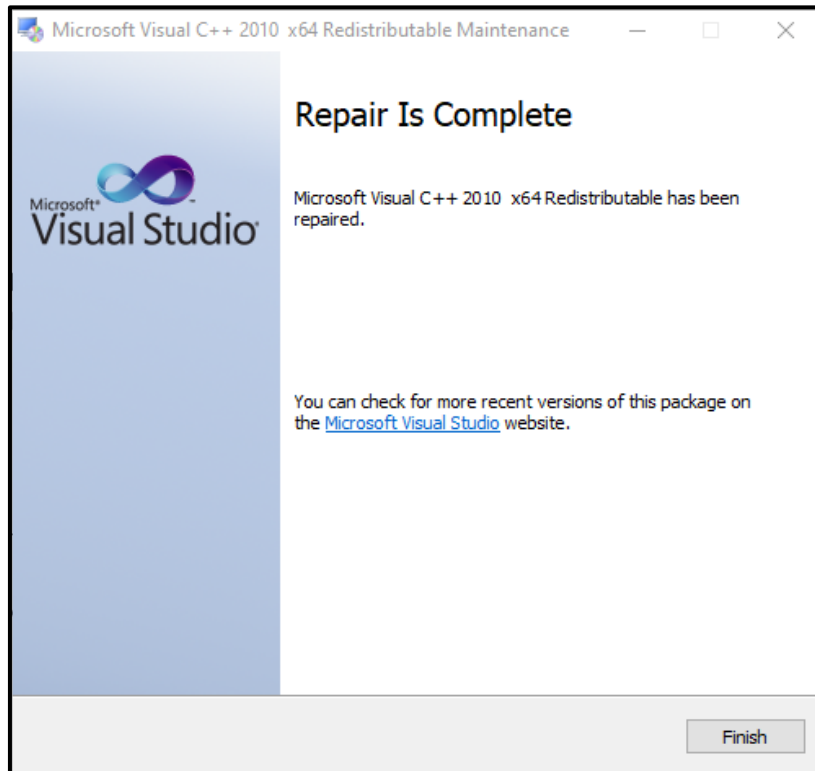 Microsoft Visual C++ 2010  x64 Redistributable Maintenance
Repair Is Complete
Microsoft®
Visual Studio®
Microsoft Visual C++ 2010  x64 Redistributable has been
repaired.
You can check for more recent versions of this package on
the Microsoft Visual Studio website.
Finish